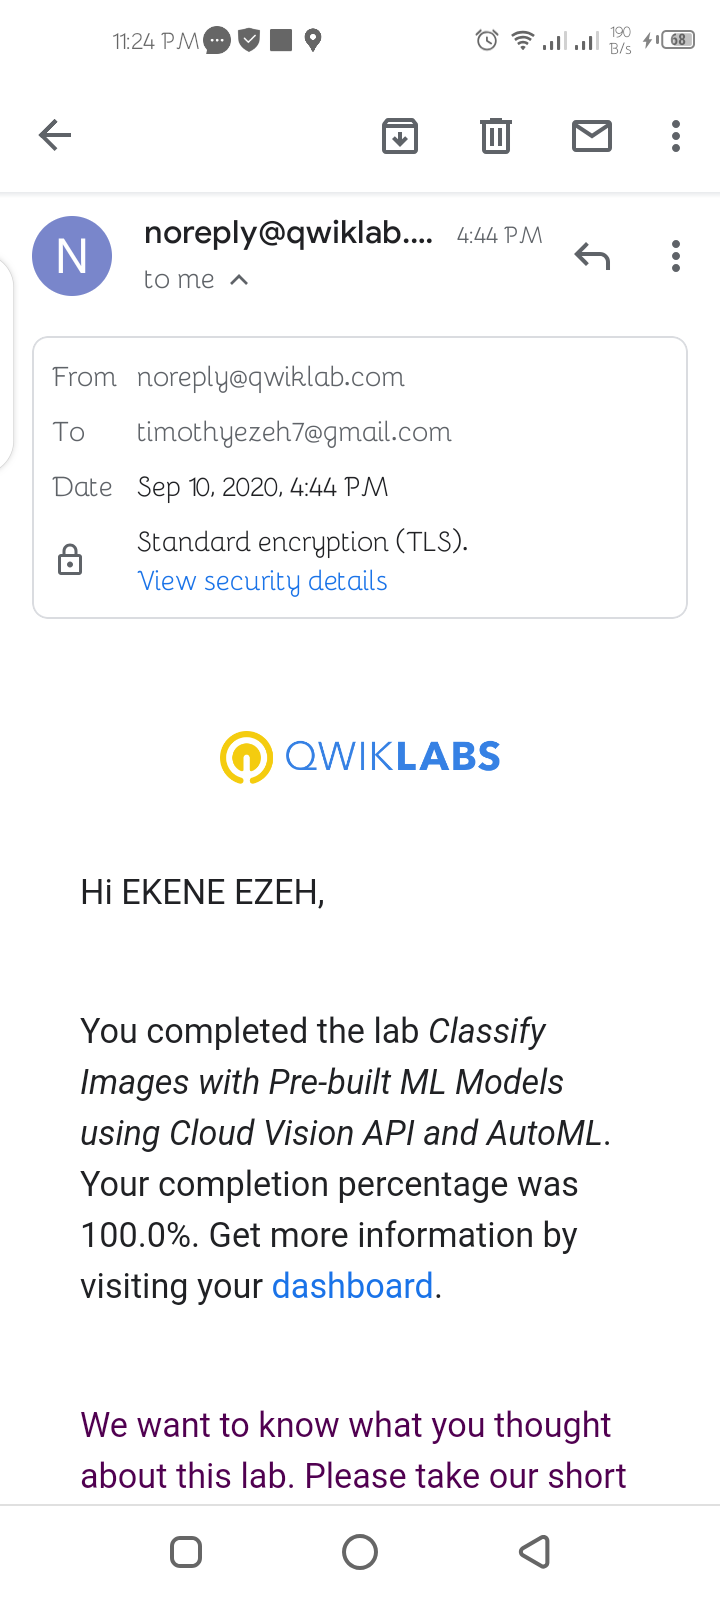 11:24 PM 190 B/s 68
noreply@qwiklab.... 4:44 PM
N
to me
From noreply@qwiklab.com
To timothyezeh7@gmail.com
Date Sep 10, 2020, 4:44 PM
Standard encryption (TLS).
View security details
QWIKLABS
Hi EKENE EZEH,
You completed the lab Classify
Images with Pre-built ML Models
using Cloud Vision API and AutoML.
Your completion percentage was
100.0%. Get more information by
visiting your dashboard.
We want to know what you thought
about this lab. Please take our short